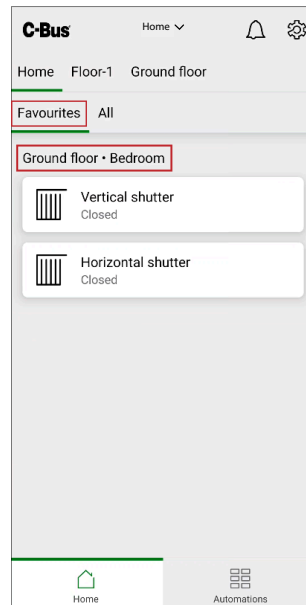 C-Bus Home
Home Floor-1 Ground floor
Favourites All
Ground floor • Bedroom
Vertical shutter
Closed
Horizontal shutter
Closed
Home Automations